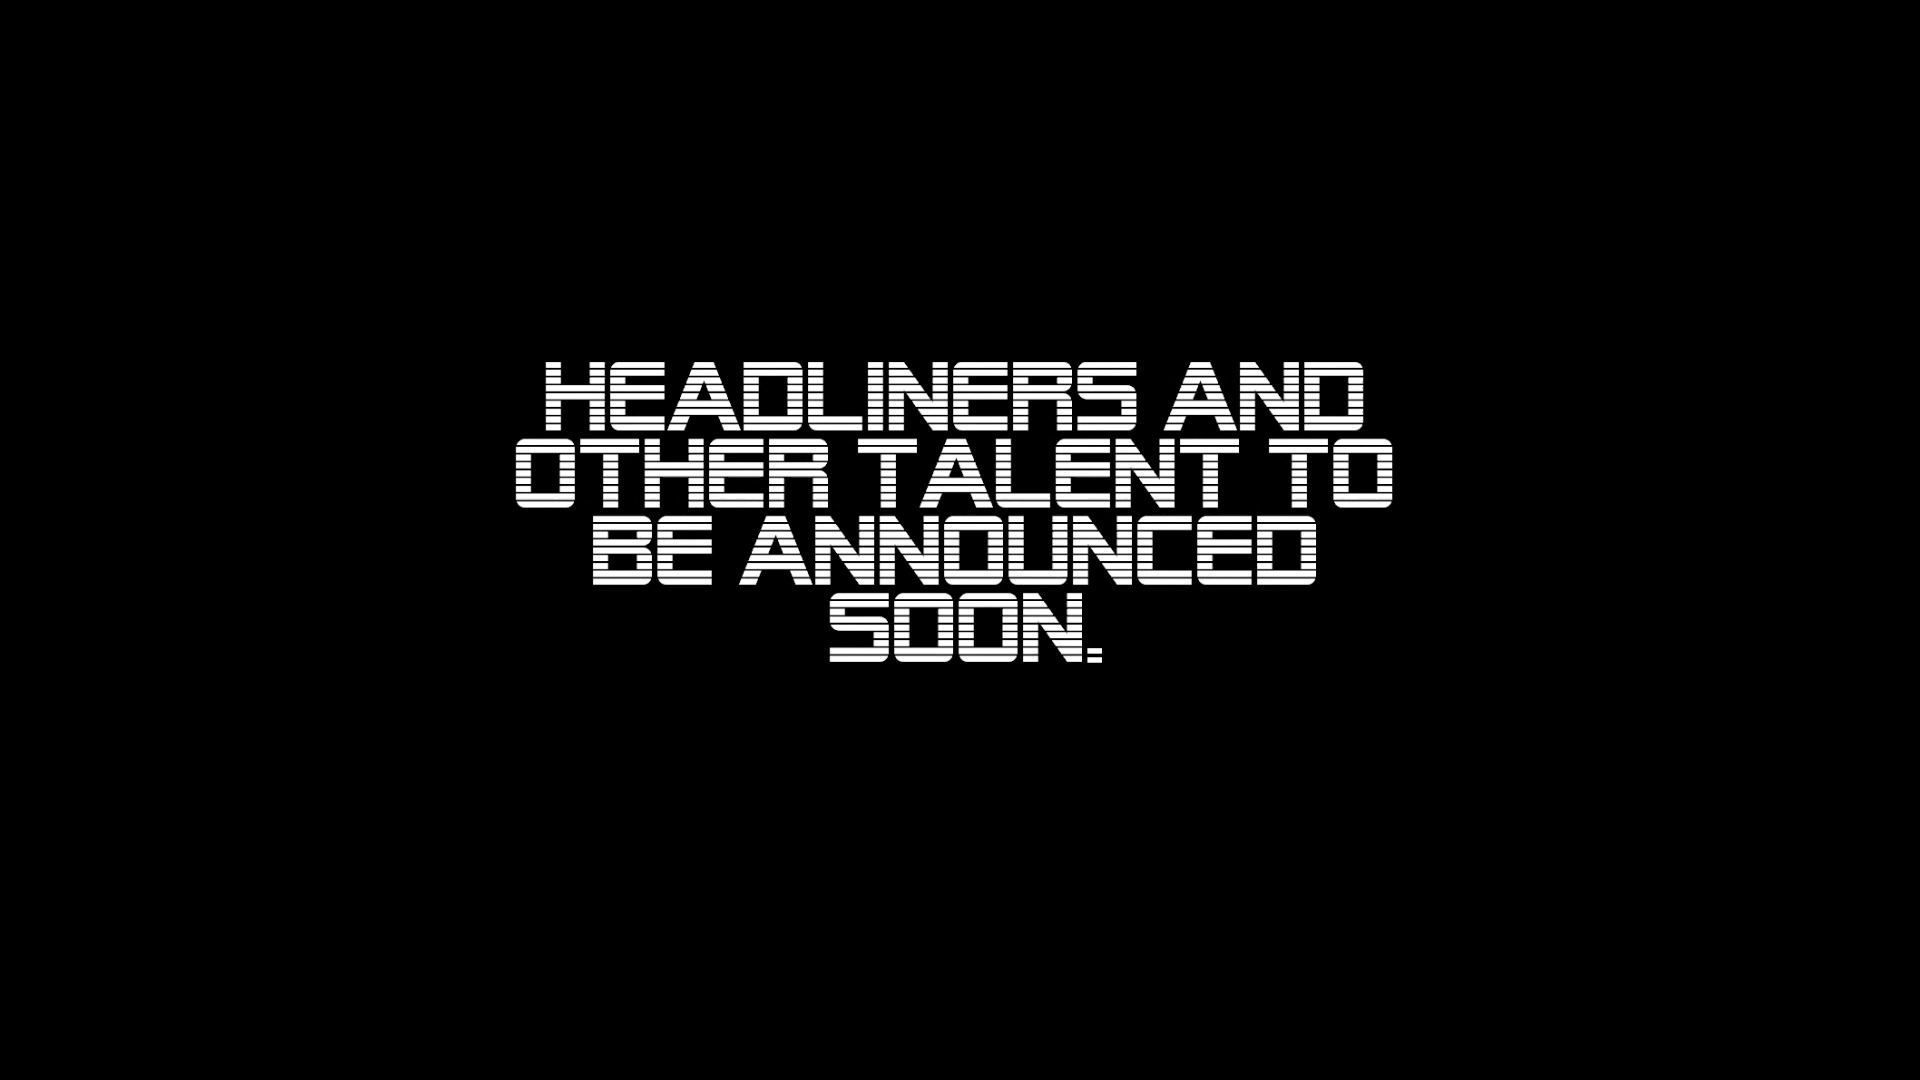 HEADLINERS AND
OTHER TALENT TO
BE ANNOUNCED
SOON.